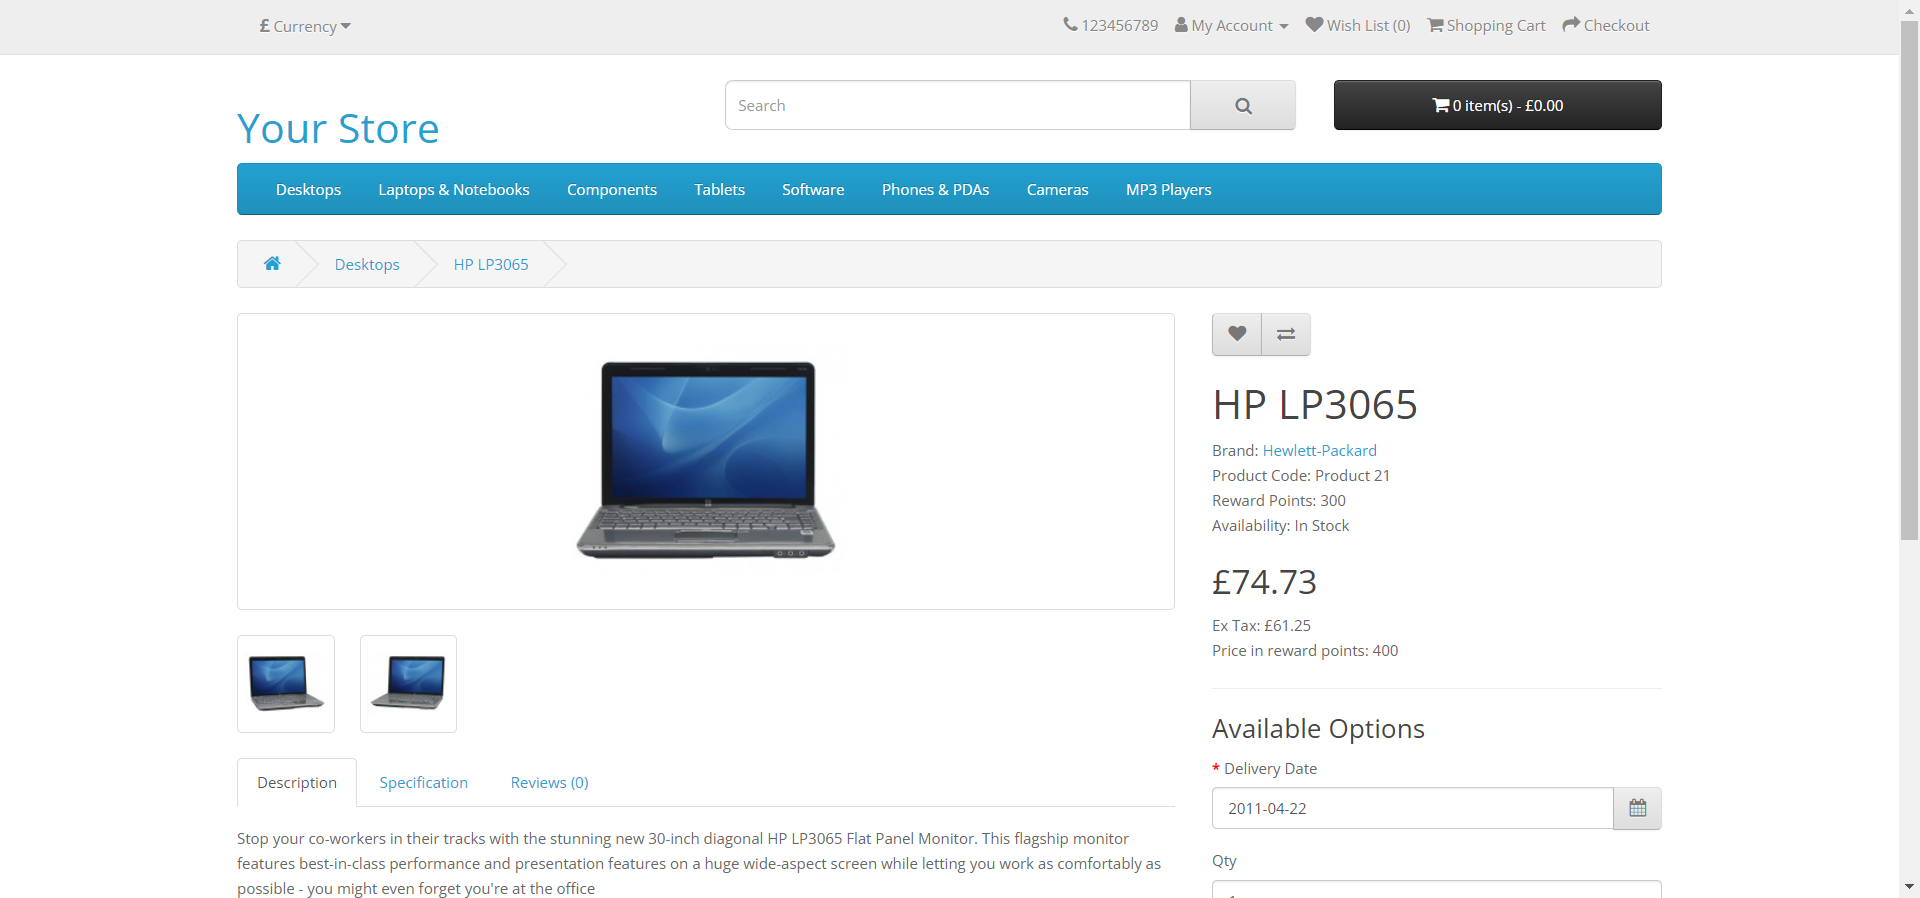 £ Currency
123456789 My Account Wish List (0) Shopping Cart Checkout
Your Store
Search
0 item(s) - £0.00
Desktops Laptops & Notebooks Components Tablets Software Phones & PDAs Cameras MP3 Players
Desktops HP LP3065
HP LP3065
Brand: Hewlett-Packard
Product Code: Product 21
Reward Points: 300
Availability: In Stock
£74.73
Ex Tax: £61.25
Price in reward points: 400
Available Options
* Delivery Date
2011-04-22
Qty
Description Specification Reviews (0)
Stop your co-workers in their tracks with the stunning new 30-inch diagonal HP LP3065 Flat Panel Monitor. This flagship monitor
features best-in-class performance and presentation features on a huge wide-aspect screen while letting you work as comfortably as
possible - you might even forget you're at the office